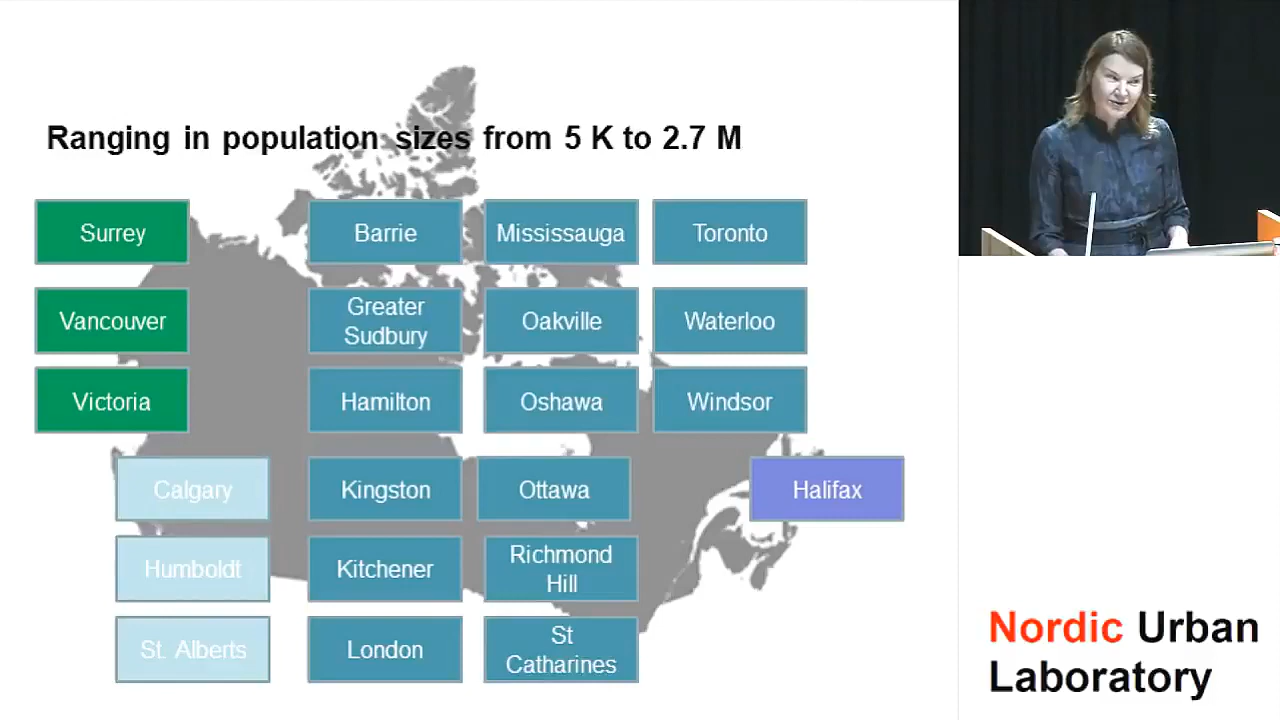 Ranging in population sizes from 5 K to 2.7 M
Surrey
Barrie
Mississauga
Toronto
Vancouver
Greater
Sudbury
Oakville
Waterloo
Victoria
Hamilton
Oshawa
Windsor
Calgary
Kingston
Ottawa
Halifax
Humboldt
Kitchener
Richmond
Hill
St. Alberts
London
St
Catharines
Nordic Urban
Laboratory